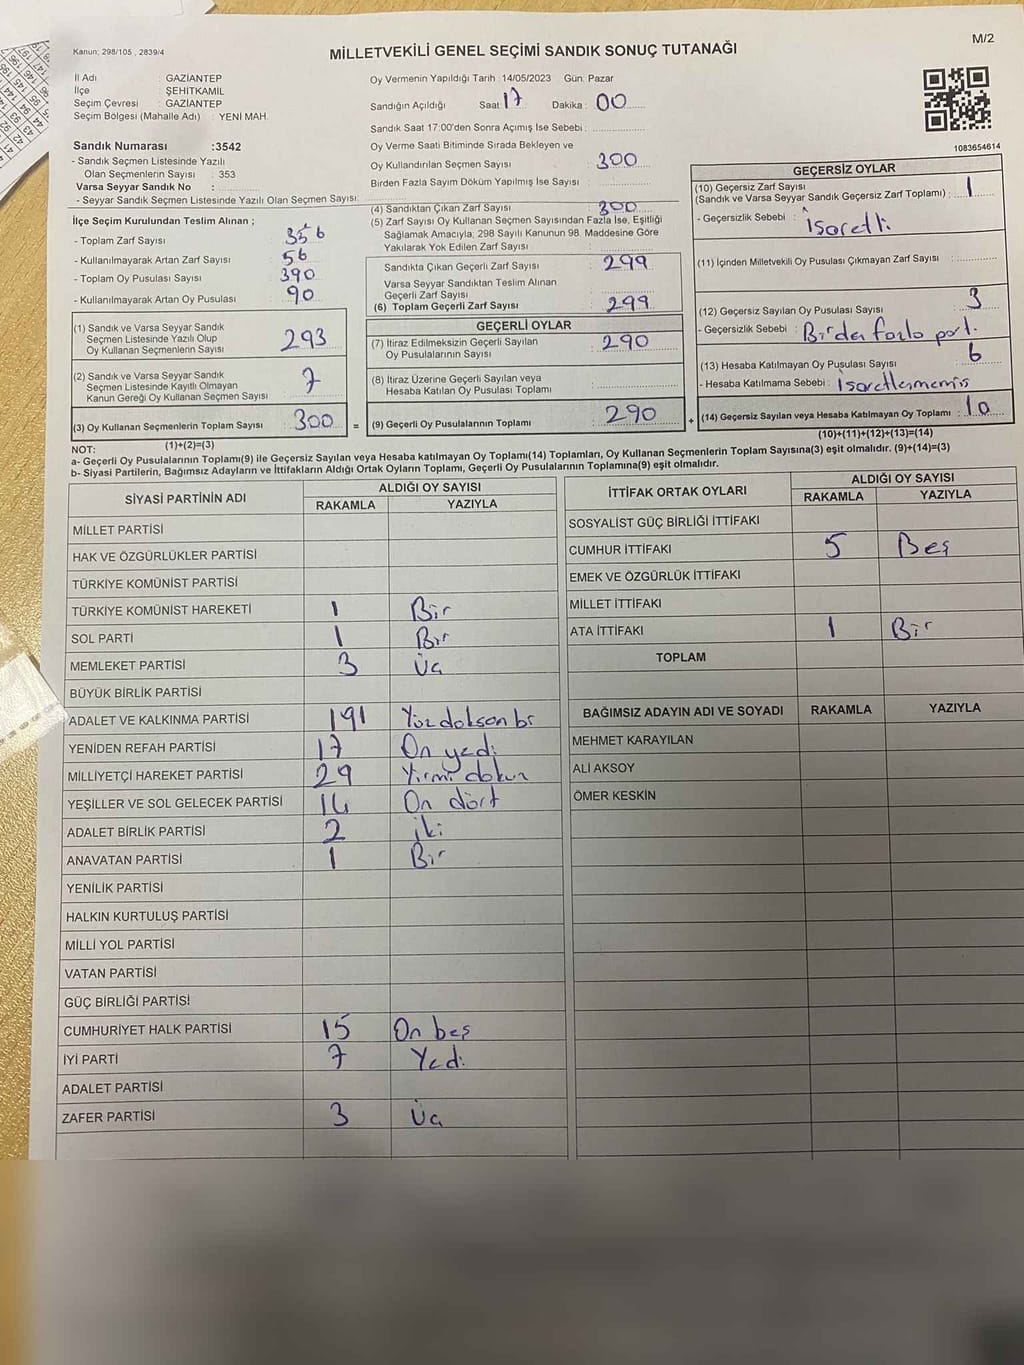 Kanun; 298/105 , 2839/4
MİLLETVEKİLİ GENEL SEÇİMİ SANDIK SONUÇ TUTANAĞI
M/2
İl Adı : GAZİANTEP
İlçe : ŞEHİTKAMİL
Seçim Çevresi : GAZİANTEP
Seçim Bölgesi (Mahalle Adı) : YENİ MAH.
Oy Vermenin Yapıldığı Tarih :14/05/2023 Gün: Pazar
Sandığın Açıldığı Saat: 17 Dakika : 00
Sandık Saat 17:00'den Sonra Açımış İse Sebebi :
Sandık Numarası :3542
- Sandık Seçmen Listesinde Yazılı
Olan Seçmenlerin Sayısı : 353
Varsa Seyyar Sandık No :
- Seyyar Sandık Seçmen Listesinde Yazılı Olan Seçmen Sayısı:
Oy Verme Saati Bitiminde Sırada Bekleyen ve
Oy Kullandırılan Seçmen Sayısı : 300
Birden Fazla Sayım Döküm Yapılmış İse Sayısı :
1083654614
İlçe Seçim Kurulundan Teslim Alınan ;
- Toplam Zarf Sayısı : 356
- Kullanılmayarak Artan Zarf Sayısı : 56
- Toplam Oy Pusulası Sayısı : 390
- Kullanılmayarak Artan Oy Pusulası : 90
(4) Sandıktan Çıkan Zarf Sayısı : 300
(5) Zarf Sayısı Oy Kullanan Seçmen Sayısından Fazla İse, Eşitliği
Sağlamak Amacıyla; 298 Sayılı Kanunun 98. Maddesine Göre
Yakılarak Yok Edilen Zarf Sayısı :
Sandıkta Çıkan Geçerli Zarf Sayısı : 299
Varsa Seyyar Sandıktan Teslim Alınan
Geçerli Zarf Sayısı :
(6) Toplam Geçerli Zarf Sayısı : 299
GEÇERSİZ OYLAR
(10) Geçersiz Zarf Sayısı
(Sandık ve Varsa Seyyar Sandık Geçersiz Zarf Toplamı) : 1
- Geçersizlik Sebebi : İşaretli
(11) İçinden Milletvekili Oy Pusulası Çıkmayan Zarf Sayısı :
(12) Geçersiz Sayılan Oy Pusulası Sayısı : 3
- Geçersizlik Sebebi : Birda fazla part.
(13) Hesaba Katılmayan Oy Pusulası Sayısı : 6
- Hesaba Katılmama Sebebi : işaretlenmemiş
(14) Geçersiz Sayılan veya Hesaba Katılmayan Oy Toplamı : 10
(10)+(11)+(12)+(13)=(14)
(1) Sandık ve Varsa Seyyar Sandık
Seçmen Listesinde Yazılı Olup
Oy Kullanan Seçmenlerin Sayısı : 293
(2) Sandık ve Varsa Seyyar Sandık
Seçmen Listesinde Kayıtlı Olmayan
Kanun Gereği Oy Kullanan Seçmen Sayısı : 7
(3) Oy Kullanan Seçmenlerin Toplam Sayısı : 300
(1)+(2)=(3)
GEÇERLİ OYLAR
(7) İtiraz Edilmeksizin Geçerli Sayılan
Oy Pusulalarının Sayısı : 290
(8) İtiraz Üzerine Geçerli Sayılan veya
Hesaba Katılan Oy Pusulası Toplamı :
= (9) Geçerli Oy Pusulalarının Toplamı : 290 +
NOT:
a- Geçerli Oy Pusulalarının Toplamı(9) ile Geçersiz Sayılan veya Hesaba katılmayan Oy Toplamı(14) Toplamları, Oy Kullanan Seçmenlerin Toplam Sayısına(3) eşit olmalıdır. (9)+(14)=(3)
b- Siyasi Partilerin, Bağımsız Adayların ve İttifakların Aldığı Ortak Oyların Toplamı, Geçerli Oy Pusulalarının Toplamına(9) eşit olmalıdır.
SİYASİ PARTİNİN ADI
ALDIĞI OY SAYISI
RAKAMLA YAZIYLA
MİLLET PARTİSİ
HAK VE ÖZGÜRLÜKLER PARTİSİ
TÜRKİYE KOMÜNİST PARTİSİ
TÜRKİYE KOMÜNİST HAREKETİ 1 Bir
SOL PARTİ 1 Bir
MEMLEKET PARTİSİ 3 Üç
BÜYÜK BİRLİK PARTİSİ
ADALET VE KALKINMA PARTİSİ 191 Yüz dokson br
YENİDEN REFAH PARTİSİ 17 On yedi
MİLLİYETÇİ HAREKET PARTİSİ 29 Yirmi dokuz
YEŞİLLER VE SOL GELECEK PARTİSİ 14 On dört
ADALET BİRLİK PARTİSİ 2 iki
ANAVATAN PARTİSİ 1 Bir
YENİLİK PARTİSİ
HALKIN KURTULUŞ PARTİSİ
MİLLİ YOL PARTİSİ
VATAN PARTİSİ
GÜÇ BİRLİĞİ PARTİSİ
CUMHURİYET HALK PARTİSİ 15 On beş
İYİ PARTİ 7 Yedi
ADALET PARTİSİ
ZAFER PARTİSİ 3 Üç
İTTİFAK ORTAK OYLARI
ALDIĞI OY SAYISI
RAKAMLA YAZIYLA
SOSYALİST GÜÇ BİRLİĞİ İTTİFAKI
CUMHUR İTTİFAKI 5 Beş
EMEK VE ÖZGÜRLÜK İTTİFAKI
MİLLET İTTİFAKI
ATA İTTİFAKI 1 Bir
TOPLAM
BAĞIMSIZ ADAYIN ADI VE SOYADI RAKAMLA YAZIYLA
MEHMET KARAYILAN
ALİ AKSOY
ÖMER KESKİN